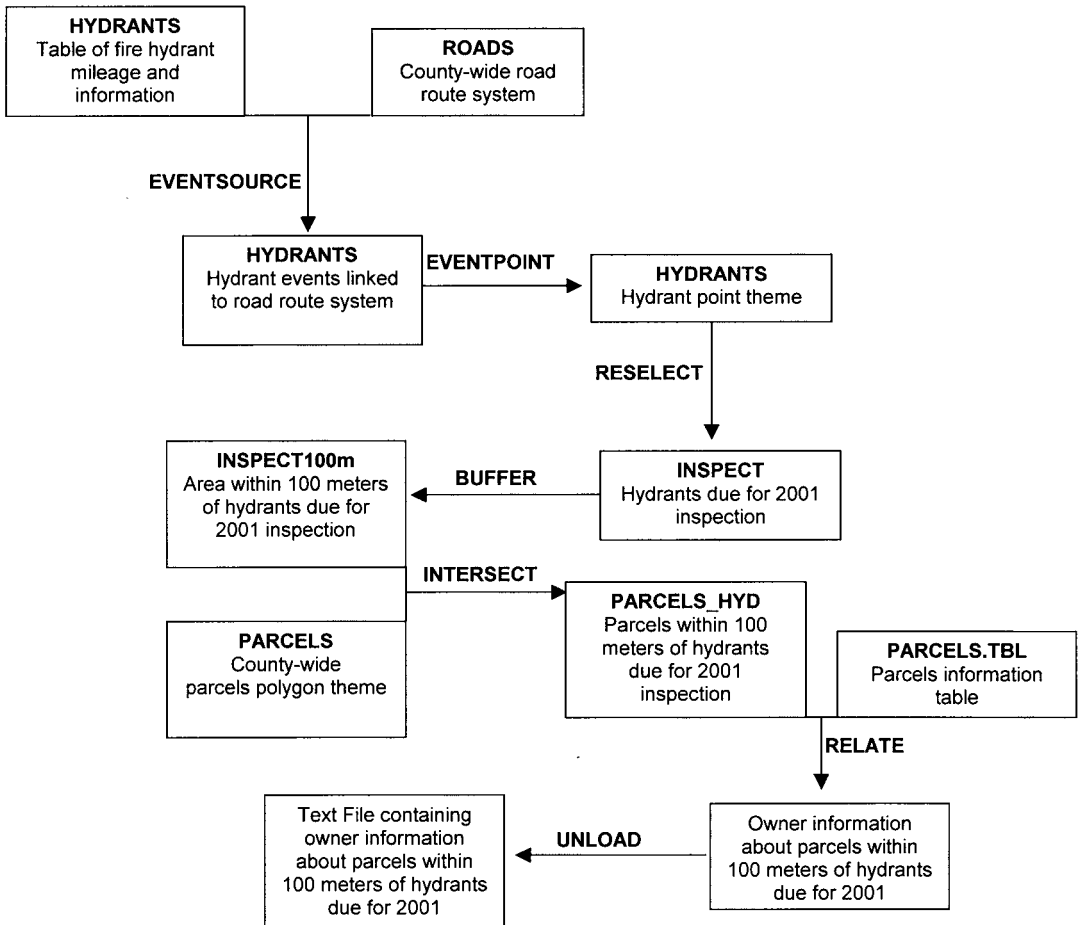 HYDRANTS
Table of fire hydrant
mileage and
information
ROADS
County-wide road
route system
EVENTSOURCE
HYDRANTS
Hydrant events linked
to road route system
EVENTPOINT
HYDRANTS
Hydrant point theme
RESELECT
INSPECT100m
Area within 100 meters
of hydrants due for
2001 inspection
BUFFER
INSPECT
Hydrants due for 2001
inspection
INTERSECT
PARCELS
County-wide
parcels polygon theme
PARCELS_HYD
Parcels within 100
meters of hydrants
due for 2001
inspection
PARCELS.TBL
Parcels information
table
RELATE
Text File containing
owner information
about parcels within
100 meters of hydrants
due for 2001
UNLOAD
Owner information
about parcels within
100 meters of hydrants
due for 2001